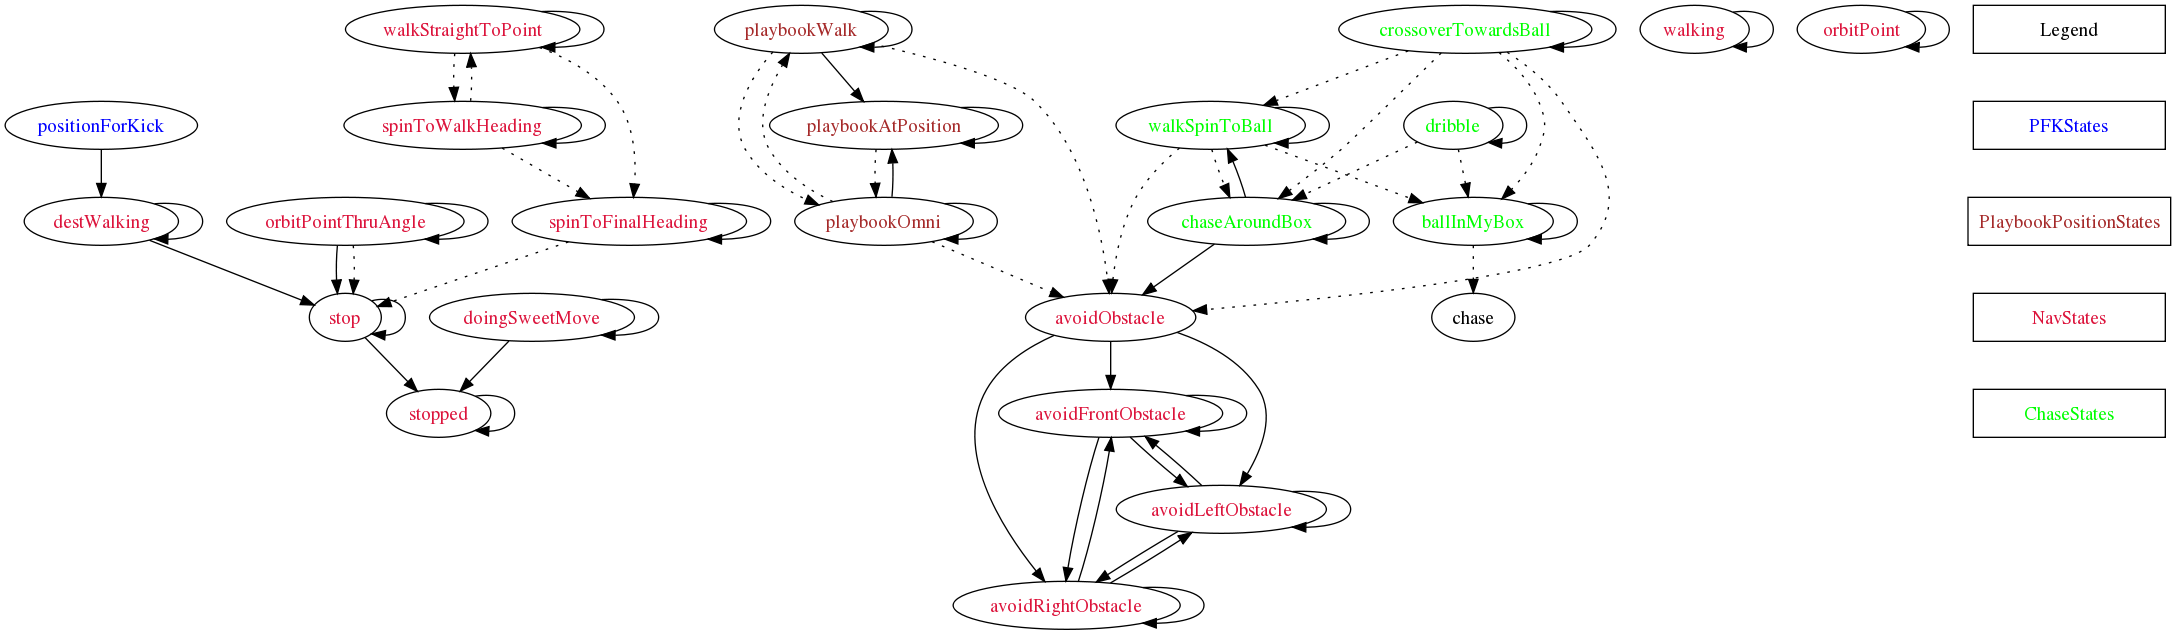 walkStraightToPoint
playbookWalk
crossoverTowardsBall
walking
orbitPoint
Legend
positionForKick
spinToWalkHeading
playbookAtPosition
walkSpinToBall
dribble
PFKStates
destWalking
orbitPointThruAngle
spinToFinalHeading
playbookOmni
chaseAroundBox
ballInMyBox
PlaybookPositionStates
stop
doingSweetMove
avoidObstacle
chase
NavStates
stopped
avoidFrontObstacle
ChaseStates
avoidLeftObstacle
avoidRightObstacle